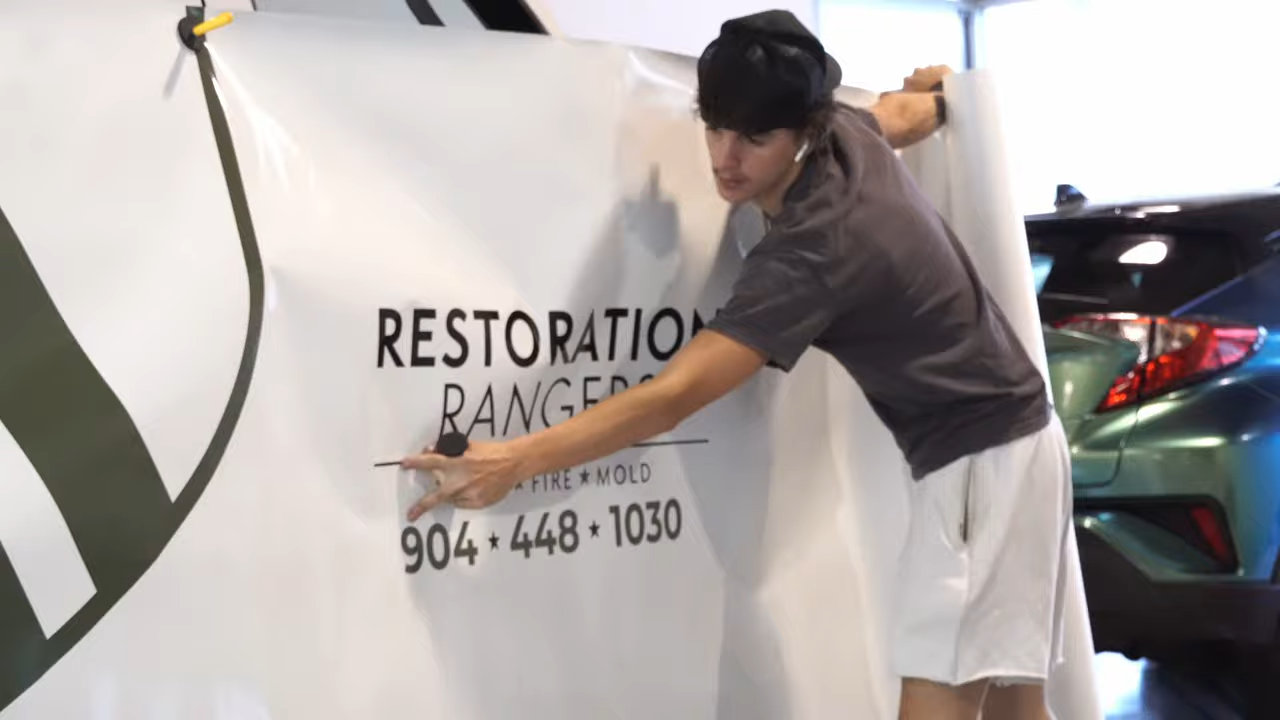 RESTORATION
RANGERS
★ FIRE ★ MOLD
904 ★ 448 ★ 1030